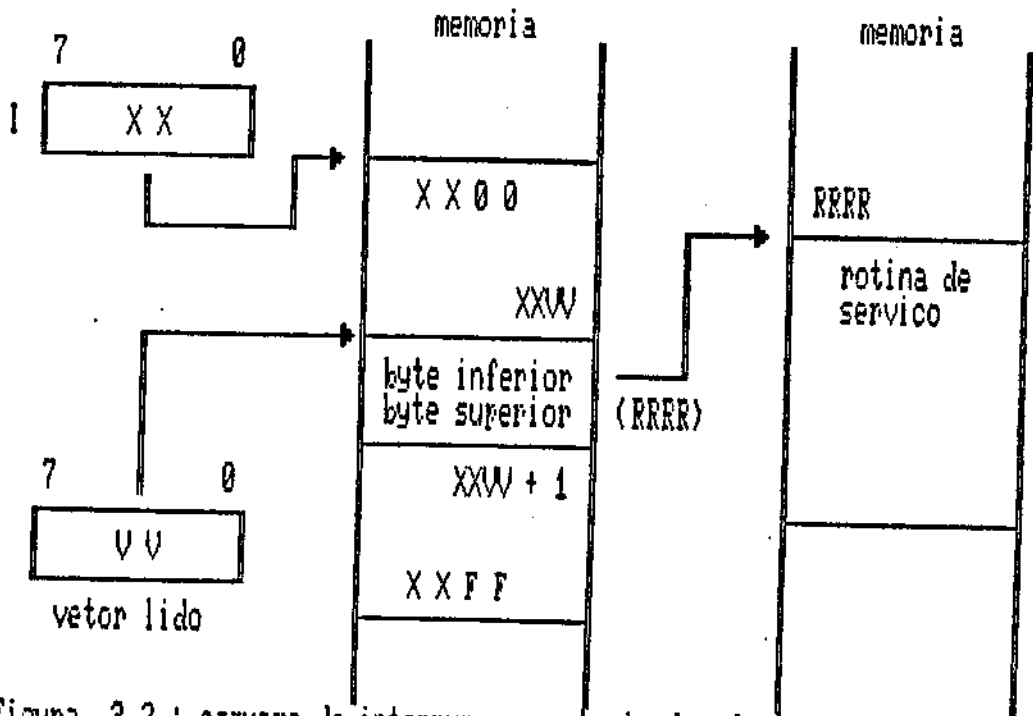 memoria
memoria
7 0
I X X
X X 0 0
RRRR
rotina de
servico
XXVV
byte inferior
byte superior
(RRRR)
XXVV + 1
7 0
V V
vetor lido
X X F F